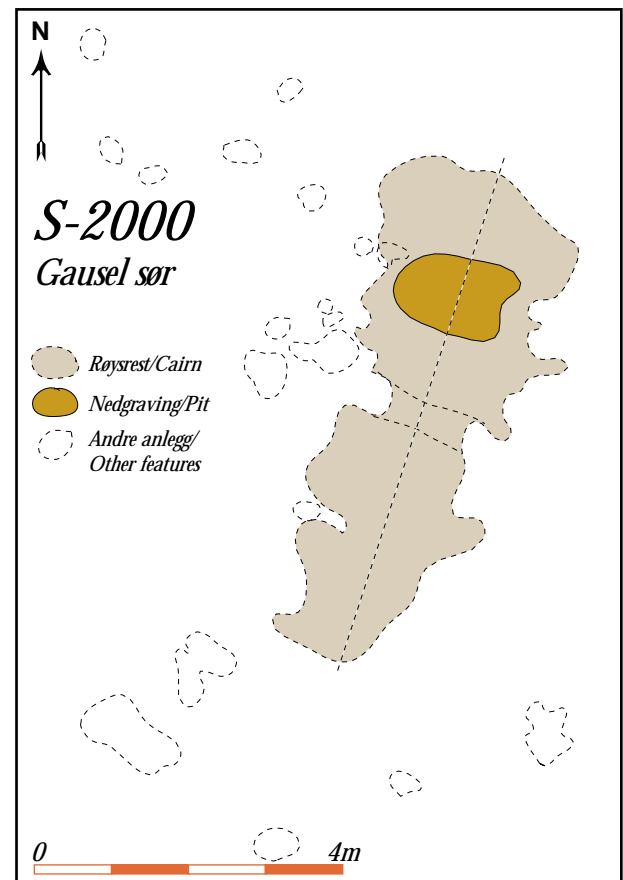 N
S-2000
Gausel sør
Røysrest/Cairn
Nedgraving/Pit
Andre anlegg/
Other features
0 4m